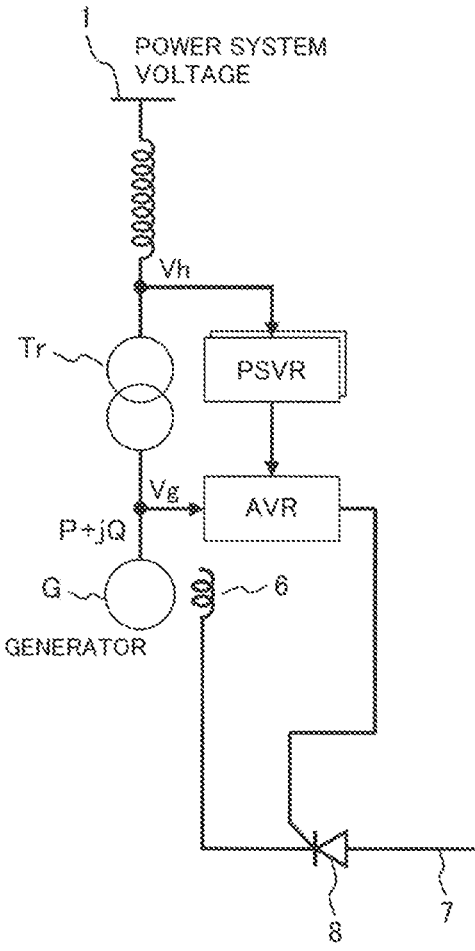 1
POWER SYSTEM
VOLTAGE
Vh
Tr
PSVR
Vg
AVR
P+jQ
G
6
GENERATOR
8
7